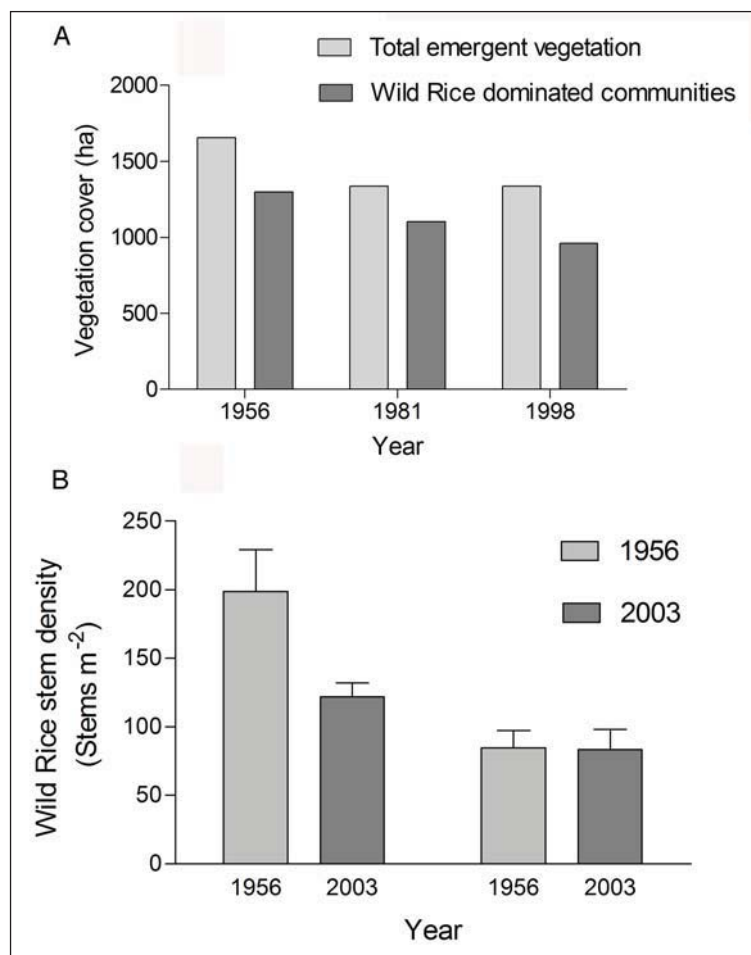 A
Total emergent vegetation
Wild Rice dominated communities
Vegetation cover (ha)
2000
1500
1000
500
0
1956 1981 1998
Year
B
1956
2003
Wild Rice stem density
(Stems m⁻²)
250
200
150
100
50
0
1956 2003 1956 2003
Year